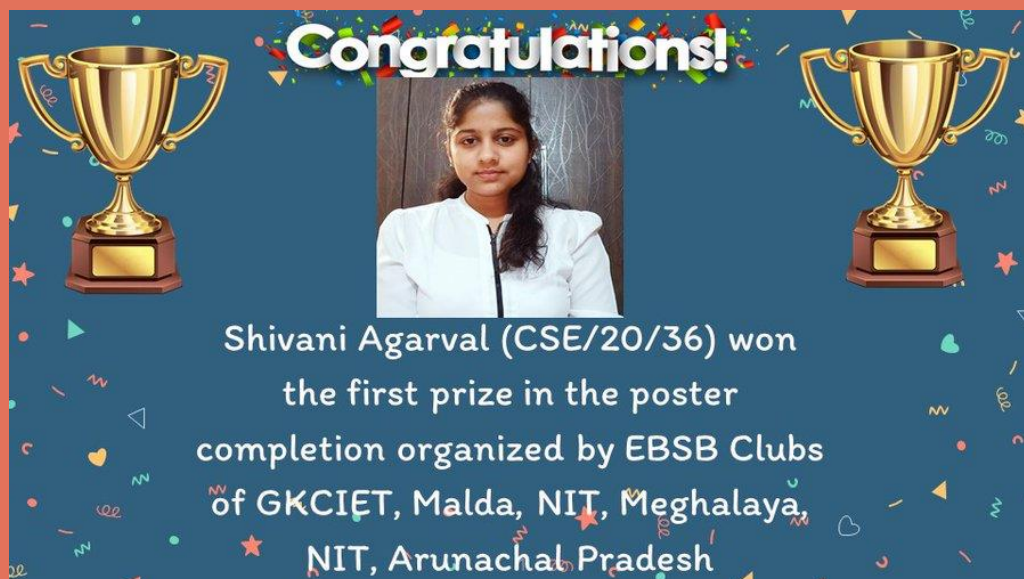 Congratulations!
Shivani Agarval (CSE/20/36) won
the first prize in the poster
completion organized by EBSB Clubs
of GKCIET, Malda, NIT, Meghalaya,
NIT, Arunachal Pradesh